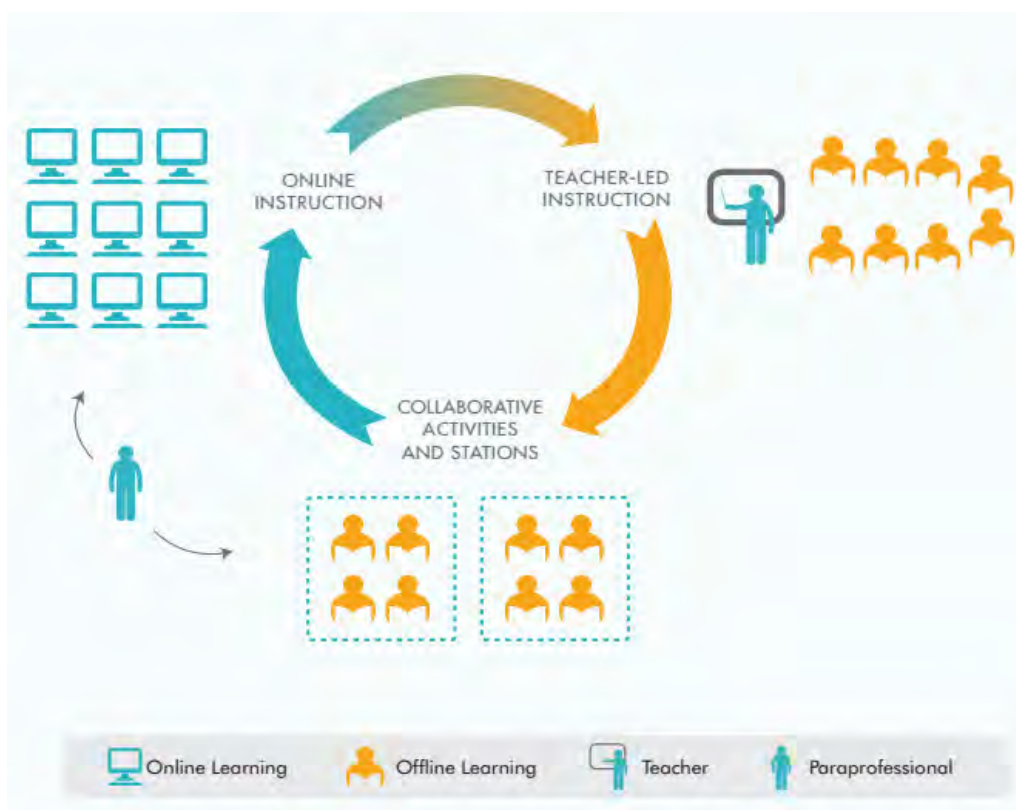 ONLINE
INSTRUCTION
TEACHER-LED
INSTRUCTION
COLLABORATIVE
ACTIVITIES
AND STATIONS
Online Learning
Offline Learning
Teacher
Paraprofessional